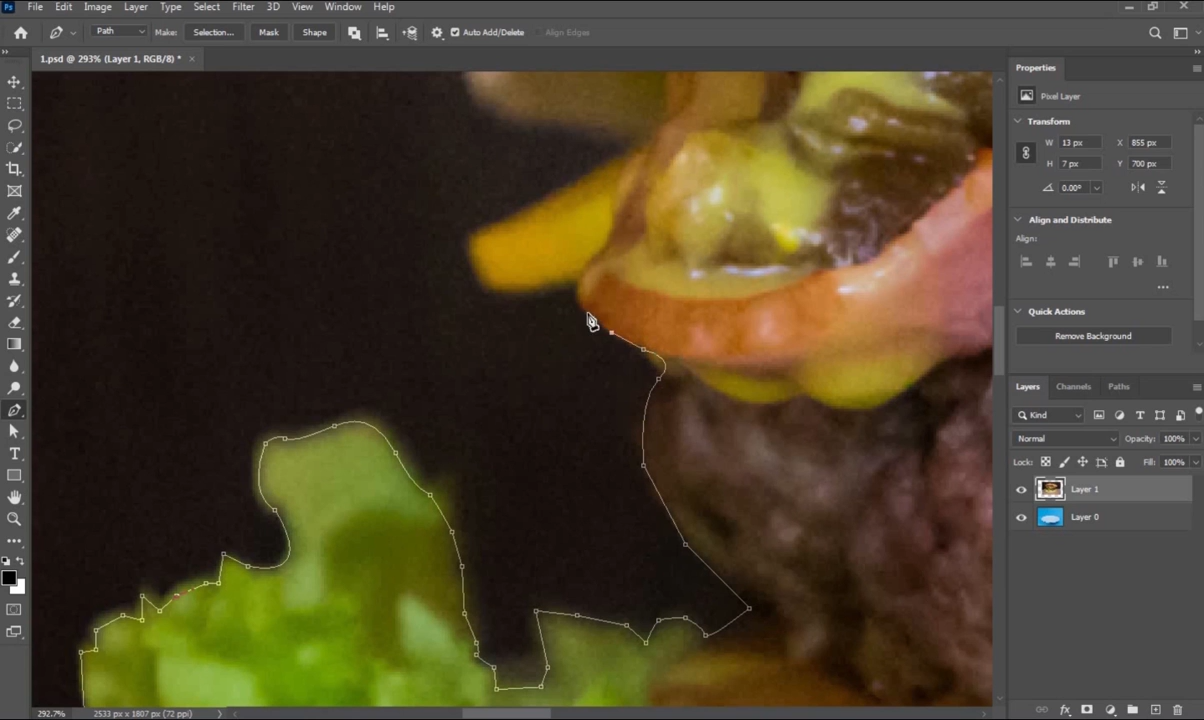 Ps File Edit Image Layer Type Select Filter 3D View Window Help
Path Make: Selection... Mask Shape Auto Add/Delete Align Edges
1.psd @ 293% (Layer 1, RGB/8) * ×
Properties
Pixel Layer
Transform
W 13 px X 855 px
H 7 px Y 700 px
0.00°
Align and Distribute
Align:
Quick Actions
Remove Background
Layers Channels Paths
Kind
Normal Opacity: 100%
Lock: Fill: 100%
Layer 1
Layer 0
292.7% 2533 px x 1807 px (72 ppi)